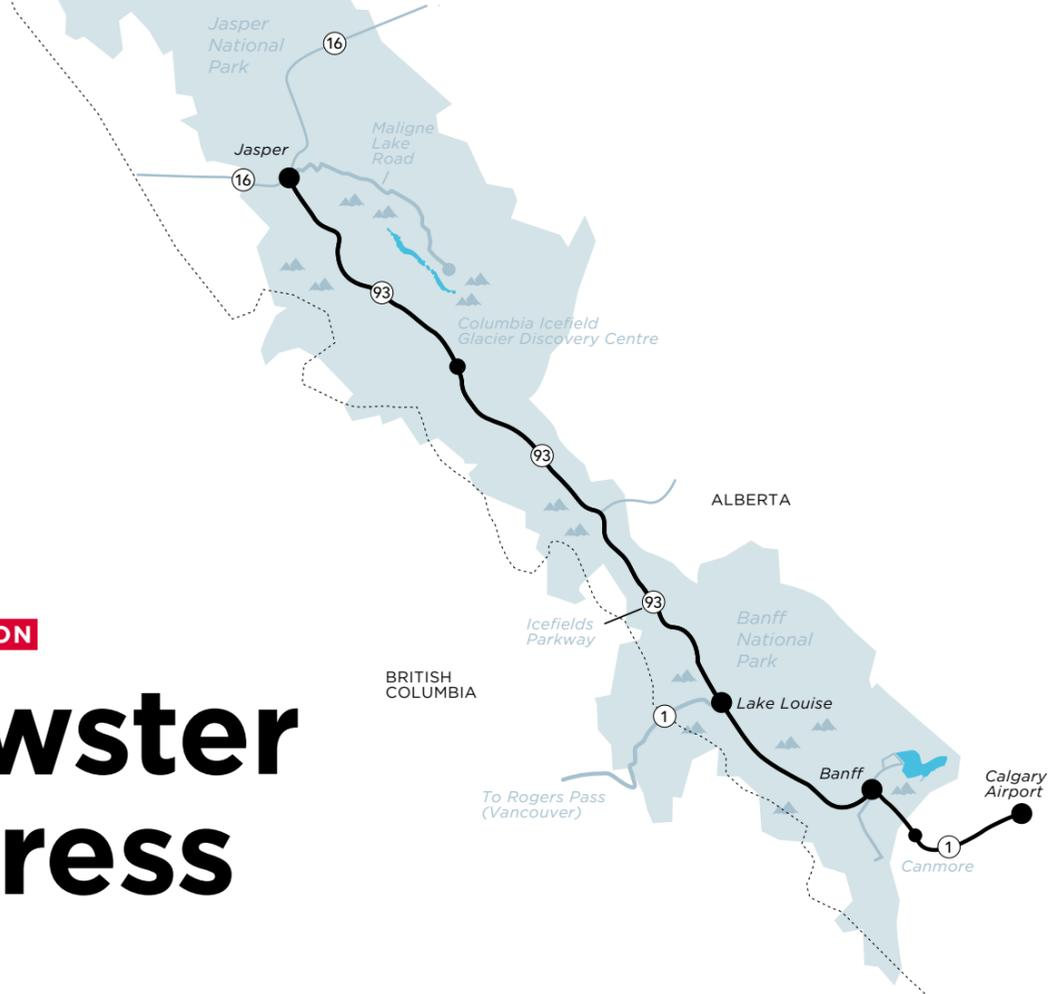 Jasper
National
Park
16
Maligne
Lake
Road
Jasper
16
93
Columbia Icefield
Glacier Discovery Centre
93
ALBERTA
93
Icefields
Parkway
Banff
National
Park
ON
BRITISH
COLUMBIA
wster
Lake Louise
1
Banff
Calgary
Airport
To Rogers Pass
(Vancouver)
ress
1
Canmore